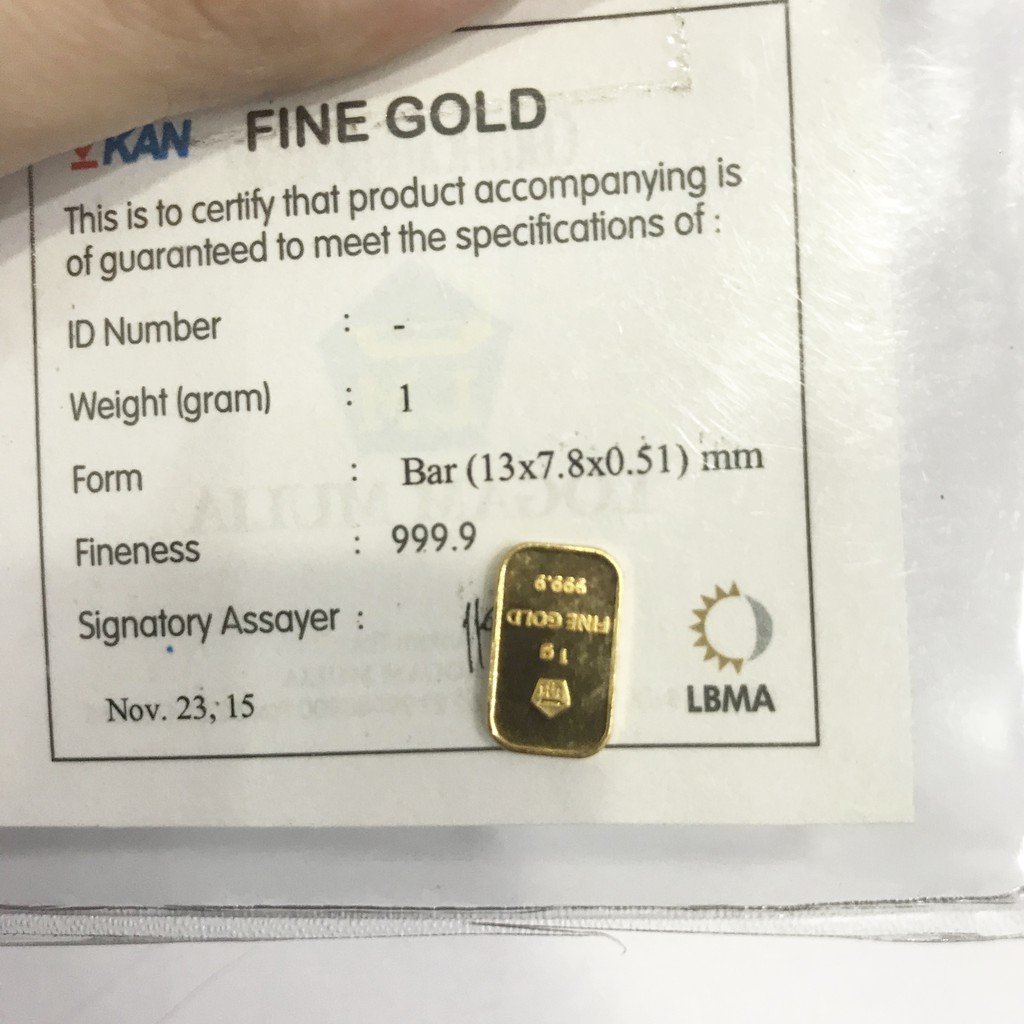 KAN FINE GOLD
This is to certify that product accompanying is
of guaranteed to meet the specifications of :
ID Number : -
Weight (gram) : 1
Form : Bar (13x7.8x0.51) mm
Fineness : 999.9
Signatory Assayer :
Nov. 23, 15
LBMA
999.9
FINE GOLD
1 g
LOGAM MULIA